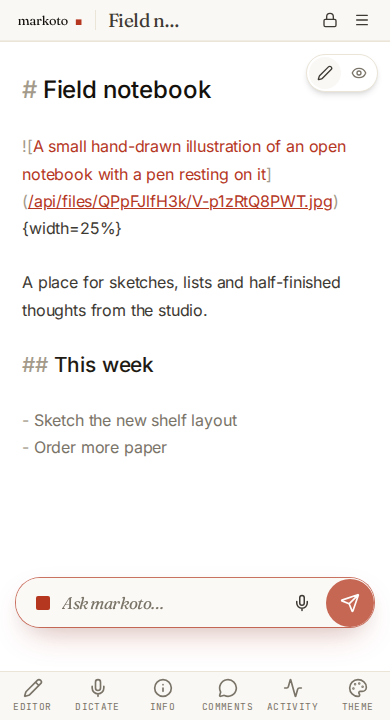 markoto
Field n...
# Field notebook
![A small hand-drawn illustration of an open
notebook with a pen resting on it]
(/api/files/QPpFJlfH3k/V-p1zRtQ8PWT.jpg)
{width=25%}
A place for sketches, lists and half-finished
thoughts from the studio.
## This week
- Sketch the new shelf layout
- Order more paper
Ask markoto...
EDITOR DICTATE INFO COMMENTS ACTIVITY THEME